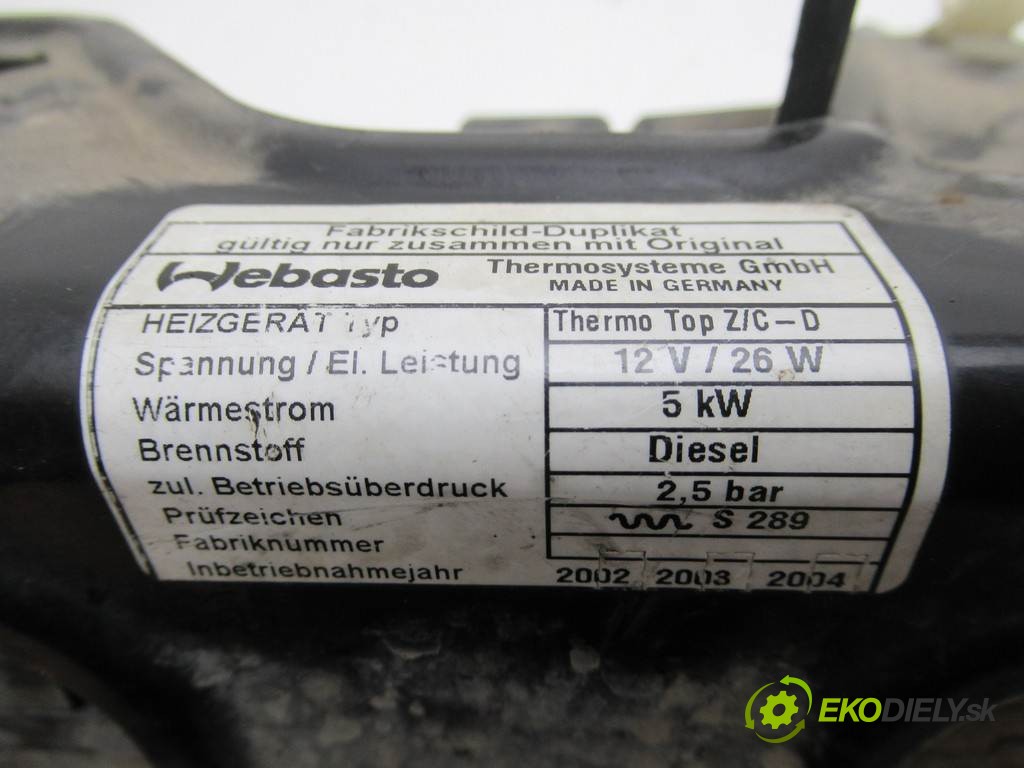 Fabrikschild-Duplikat
gültig nur zusammen mit Original
Webasto Thermosysteme GmbH
MADE IN GERMANY
HEIZGERÄT Typ Thermo Top Z/C-D
Spannung / El. Leistung 12 V / 26 W
Wärmestrom 5 kW
Brennstoff Diesel
zul. Betriebsüberdruck 2,5 bar
Prüfzeichen S 289
Fabriknummer
Inbetriebnahmejahr 2002 2003 2004
EKODIELY.sk